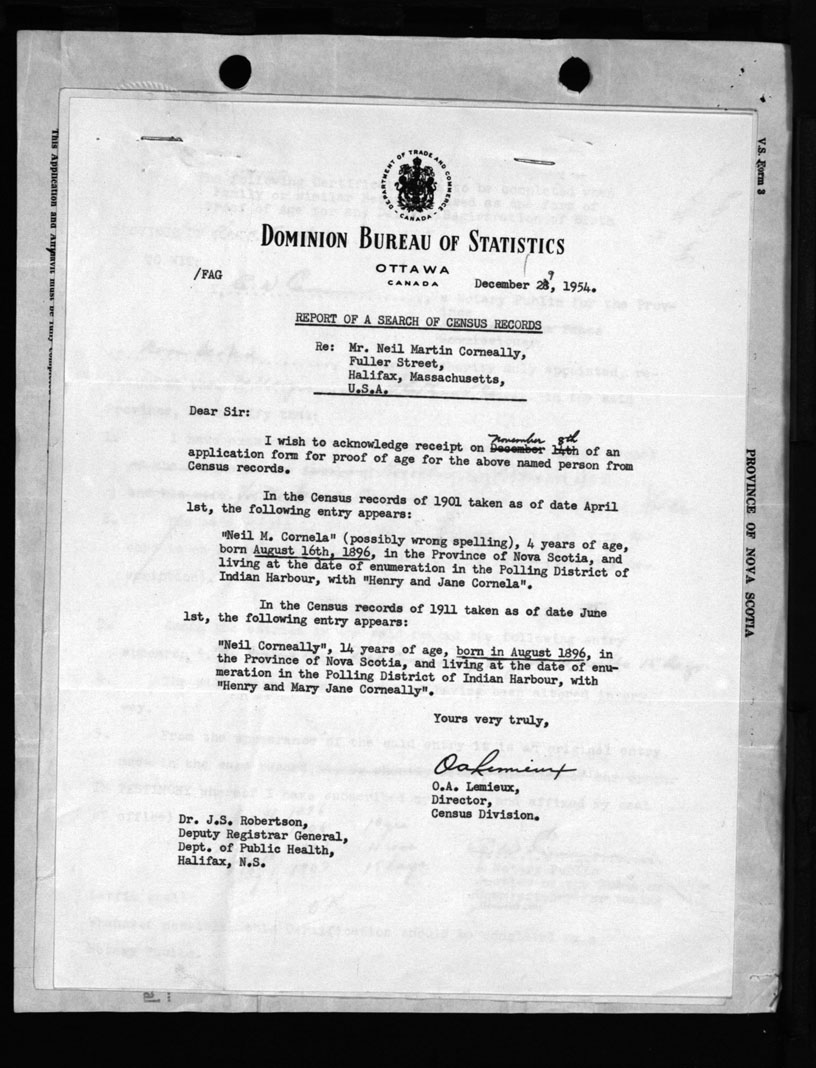 V.S. Form 3
This Application and
PROVINCE OF NOVA SCOTIA
DEPARTMENT OF TRADE AND COMMERCE
CANADA
DOMINION BUREAU OF STATISTICS
/FAG
OTTAWA
CANADA
9
December 28, 1954.
REPORT OF A SEARCH OF CENSUS RECORDS
Re: Mr. Neil Martin Corneally,
Fuller Street,
Halifax, Massachusetts,
U.S.A.
Dear Sir:
November 8th
I wish to acknowledge receipt on December 14th of an
application form for proof of age for the above named person from
Census records.
In the Census records of 1901 taken as of date April
1st, the following entry appears:
"Neil M. Cornela" (possibly wrong spelling), 4 years of age,
born August 16th, 1896, in the Province of Nova Scotia, and
living at the date of enumeration in the Polling District of
Indian Harbour, with "Henry and Jane Cornela".
In the Census records of 1911 taken as of date June
1st, the following entry appears:
"Neil Corneally", 14 years of age, born in August 1896, in
the Province of Nova Scotia, and living at the date of enu-
meration in the Polling District of Indian Harbour, with
"Henry and Mary Jane Corneally".
Yours very truly,
OA Lemieux
O.A. Lemieux,
Director,
Census Division.
Dr. J.S. Robertson,
Deputy Registrar General,
Dept. of Public Health,
Halifax, N.S.